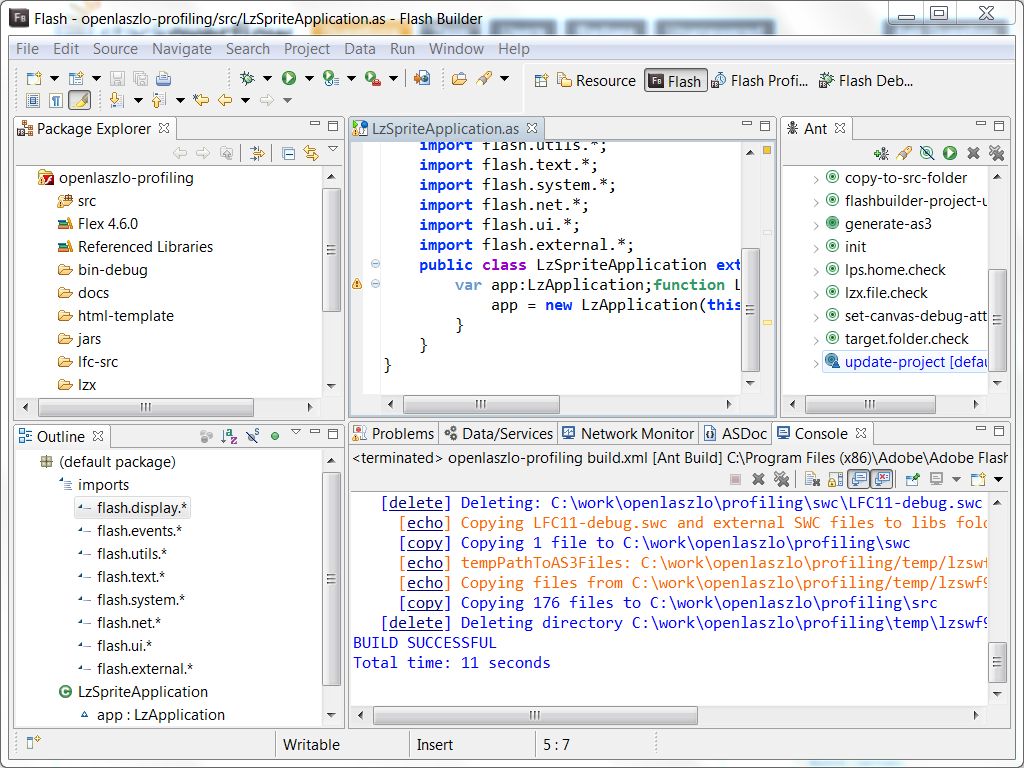 Flash - openlaszlo-profiling/src/LzSpriteApplication.as - Flash Builder
File Edit Source Navigate Search Project Data Run Window Help
Resource Flash Flash Profi... Flash Deb...
Package Explorer
openlaszlo-profiling
src
Flex 4.6.0
Referenced Libraries
bin-debug
docs
html-template
jars
lfc-src
lzx
LzSpriteApplication.as
import flash.utils.*;
import flash.text.*;
import flash.system.*;
import flash.net.*;
import flash.ui.*;
import flash.external.*;
public class LzSpriteApplication ext
var app:LzApplication;function L
app = new LzApplication(this
}
}
}
Ant
copy-to-src-folder
flashbuilder-project-u
generate-as3
init
lps.home.check
lzx.file.check
set-canvas-debug-att
target.folder.check
update-project [defau
Outline
(default package)
imports
flash.display.*
flash.events.*
flash.utils.*
flash.text.*
flash.system.*
flash.net.*
flash.ui.*
flash.external.*
LzSpriteApplication
app : LzApplication
Problems Data/Services Network Monitor ASDoc Console
<terminated> openlaszlo-profiling build.xml [Ant Build] C:\Program Files (x86)\Adobe\Adobe Flash
[delete] Deleting: C:\work\openlaszlo\profiling\swc\LFC11-debug.swc
[echo] Copying LFC11-debug.swc and external SWC files to libs fold
[copy] Copying 1 file to C:\work\openlaszlo\profiling\swc
[echo] tempPathToAS3Files: C:\work\openlaszlo\profiling/temp/lzswf
[echo] Copying files from C:\work\openlaszlo\profiling/temp/lzswf9
[copy] Copying 176 files to C:\work\openlaszlo\profiling\src
[delete] Deleting directory C:\work\openlaszlo\profiling\temp\lzswf9
BUILD SUCCESSFUL
Total time: 11 seconds
Writable Insert 5 : 7